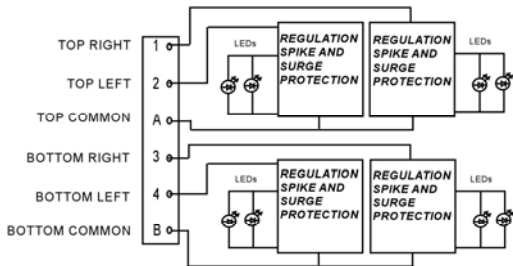 TOP RIGHT
TOP LEFT
TOP COMMON
BOTTOM RIGHT
BOTTOM LEFT
BOTTOM COMMON
1
2
A
3
4
B
LEDs
REGULATION
SPIKE AND
SURGE
PROTECTION
REGULATION
SPIKE AND
SURGE
PROTECTION
LEDs
LEDs
REGULATION
SPIKE AND
SURGE
PROTECTION
REGULATION
SPIKE AND
SURGE
PROTECTION
LEDs